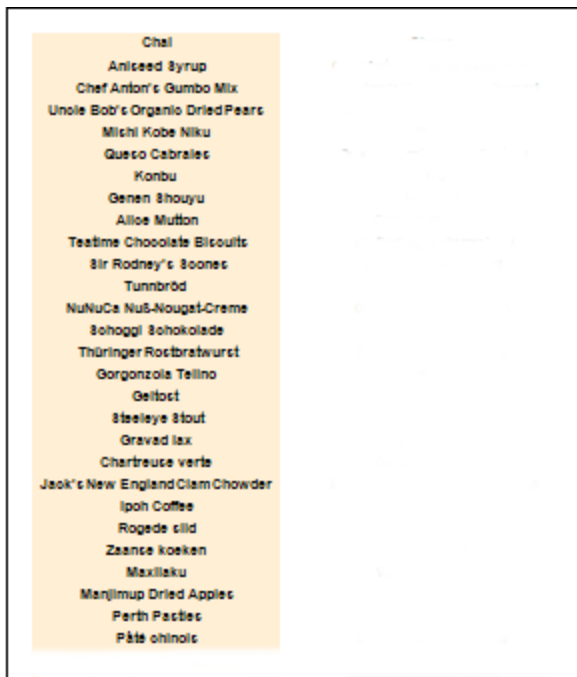 Chai
Aniseed Syrup
Chef Anton's Gumbo Mix
Uncle Bob's Organic Dried Pears
Mishi Kobe Niku
Queso Cabrales
Konbu
Genen Shouyu
Alice Mutton
Teatime Chocolate Biscuits
Sir Rodney's Scones
Tunnbröd
NuNuCa Nuß-Nougat-Creme
Schoggi Schokolade
Thüringer Rostbratwurst
Gorgonzola Telino
Geitost
Steeleye Stout
Gravad lax
Chartreuse verte
Jack's New England Clam Chowder
Ipoh Coffee
Rogede sild
Zaanse koeken
Maxilaku
Manjimup Dried Apples
Perth Pasties
Pâté chinois